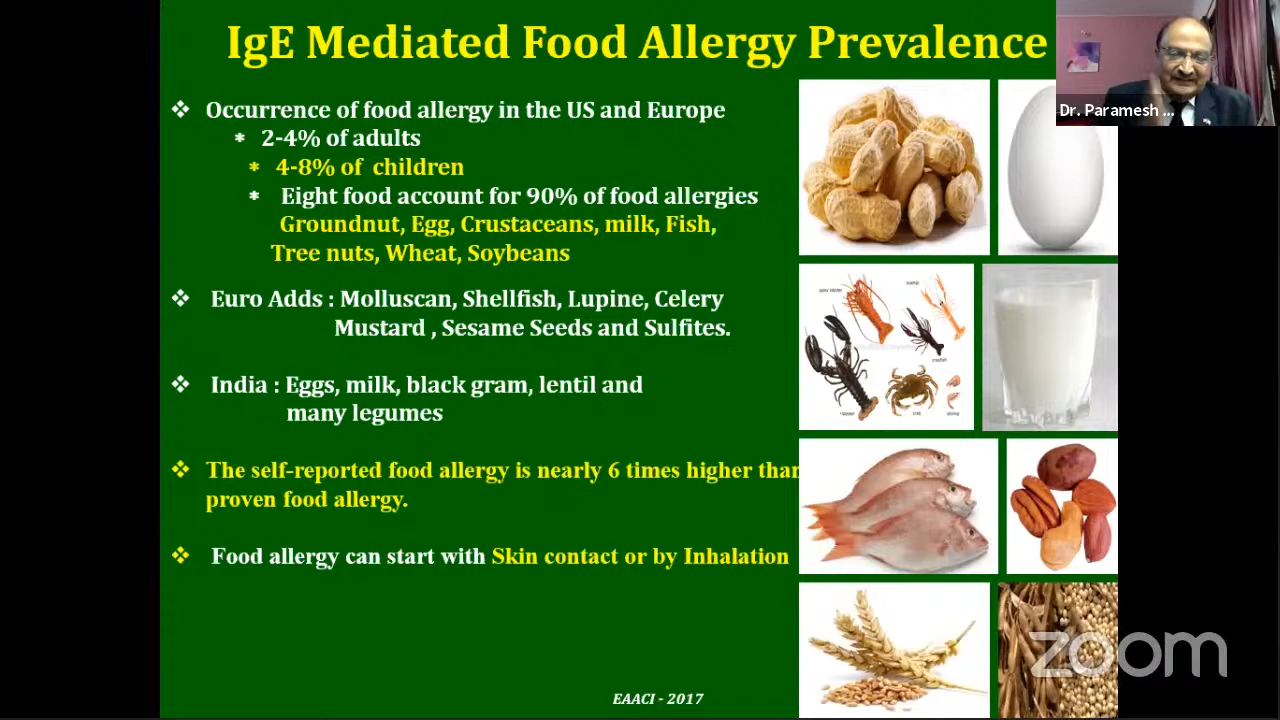 IgE Mediated Food Allergy Prevalence
Dr. Paramesh ...
❖ Occurrence of food allergy in the US and Europe
* 2-4% of adults
* 4-8% of children
* Eight food account for 90% of food allergies
Groundnut, Egg, Crustaceans, milk, Fish,
Tree nuts, Wheat, Soybeans
❖ Euro Adds : Molluscan, Shellfish, Lupine, Celery
Mustard , Sesame Seeds and Sulfites.
❖ India : Eggs, milk, black gram, lentil and
many legumes
❖ The self-reported food allergy is nearly 6 times higher than
proven food allergy.
❖ Food allergy can start with Skin contact or by Inhalation
EAACI - 2017
zoom